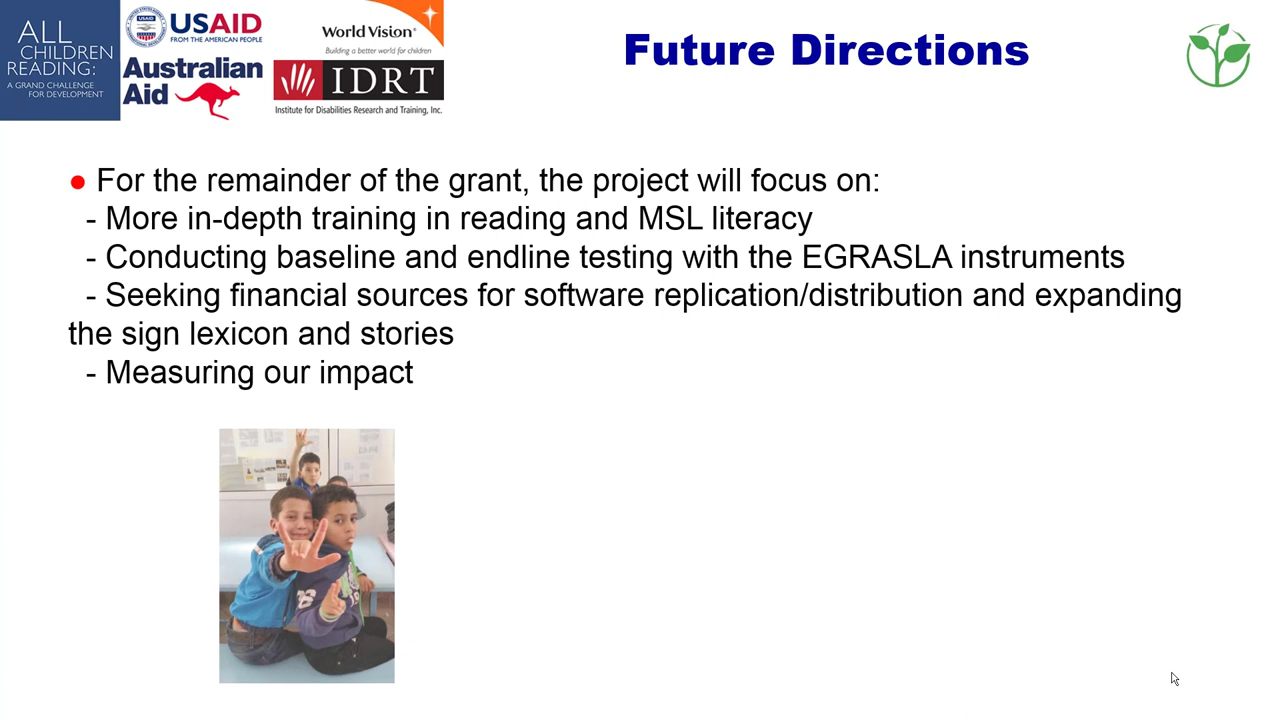 ALL
CHILDREN
READING:
A GRAND CHALLENGE
FOR DEVELOPMENT
USAID
FROM THE AMERICAN PEOPLE
Australian
Aid
World Vision
Building a better world for children
IDRT
Institute for Disabilities Research and Training, Inc.
Future Directions
● For the remainder of the grant, the project will focus on:
- More in-depth training in reading and MSL literacy
- Conducting baseline and endline testing with the EGRASLA instruments
- Seeking financial sources for software replication/distribution and expanding
the sign lexicon and stories
- Measuring our impact